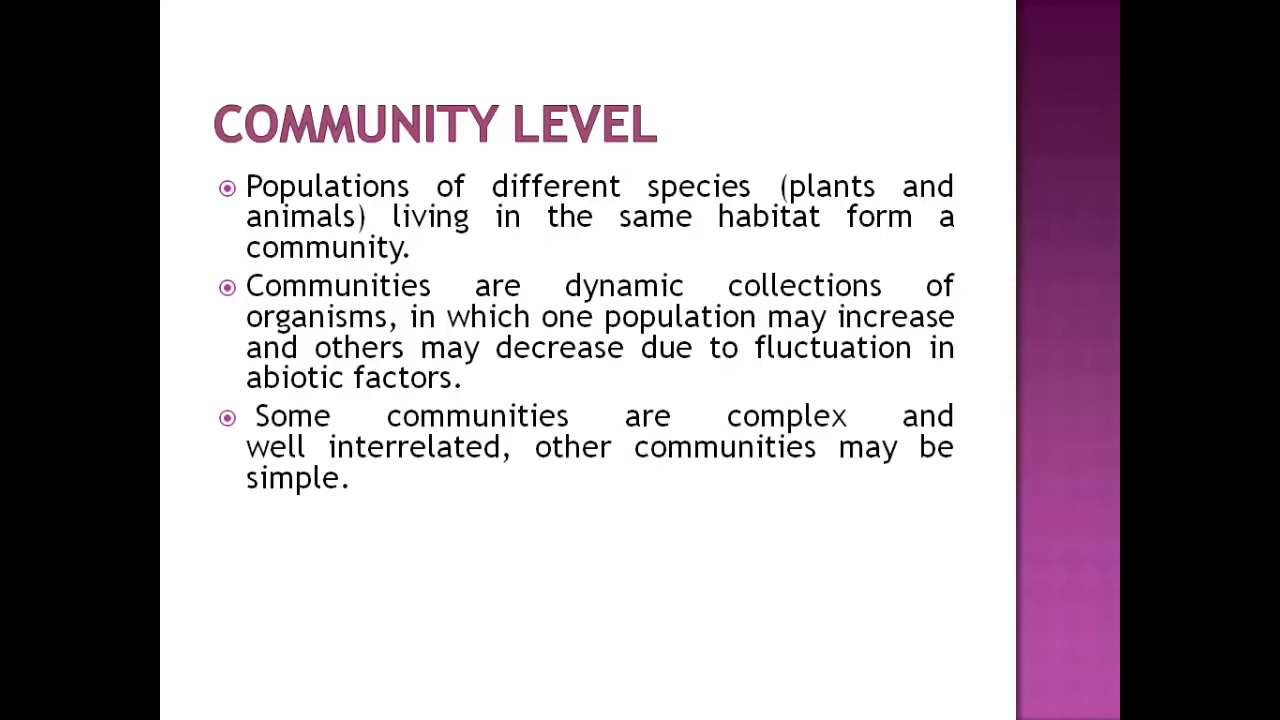 COMMUNITY LEVEL
Populations of different species (plants and
animals) living in the same habitat form a
community.
Communities are dynamic collections of
organisms, in which one population may increase
and others may decrease due to fluctuation in
abiotic factors.
Some communities are complex and
well interrelated, other communities may be
simple.